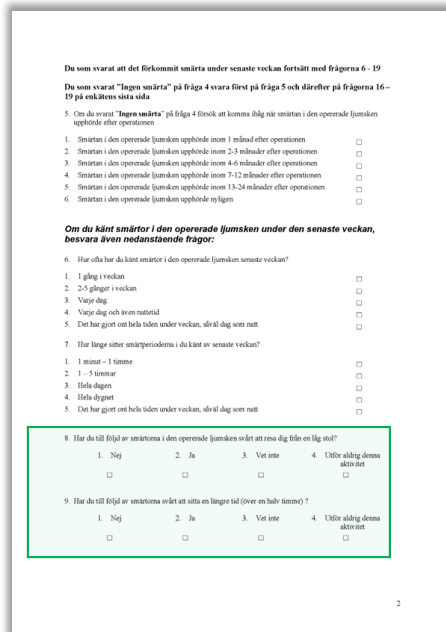 Du som svarat att det förkommit smärta under senaste veckan fortsätt med frågorna 6 - 19
Du som svarat "Ingen smärta" på fråga 4 svara först på fråga 5 och därefter på frågorna 16 –
19 på enkätens sista sida
5. Om du svarat "Ingen smärta" på fråga 4 försök att komma ihåg när smärtan i den opererade ljumsken
upphörde efter operationen
1. Smärtan i den opererade ljumsken upphörde inom 1 månad efter operationen
2. Smärtan i den opererade ljumsken upphörde inom 2-3 månader efter operationen
3. Smärtan i den opererade ljumsken upphörde inom 4-6 månader efter operationen
4. Smärtan i den opererade ljumsken upphörde inom 7-12 månader efter operationen
5. Smärtan i den opererade ljumsken upphörde inom 13-24 månader efter operationen
6. Smärtan i den opererade ljumsken upphörde nyligen
Om du känt smärtor i den opererade ljumsken under den senaste veckan,
besvara även nedanstående frågor:
6. Hur ofta har du känt smärtor i den opererade ljumsken senaste veckan?
1. 1 gång i veckan
2. 2-5 gånger i veckan
3. Varje dag
4. Varje dag och även nattetid
5. Det har gjort ont hela tiden under veckan, såväl dag som natt
7. Hur länge sitter smärtperioderna i du känt av senaste veckan?
1. 1 minut – 1 timme
2. 1 – 5 timmar
3. Hela dagen
4. Hela dygnet
5. Det har gjort ont hela tiden under veckan, såväl dag som natt
8. Har du till följd av smärtorna i den opererade ljumsken svårt att resa dig från en låg stol?
1. Nej 2. Ja 3. Vet inte 4. Utför aldrig denna
aktivitet
9. Har du till följd av smärtorna svårt att sitta en längre tid (över en halv timme) ?
1. Nej 2. Ja 3. Vet inte 4. Utför aldrig denna
aktivitet
2